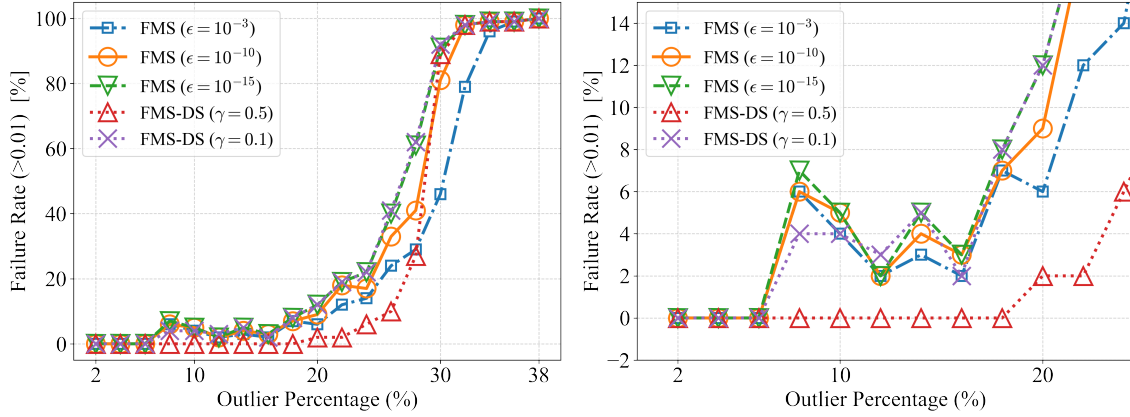 Failure Rate (>0.01) [%]
100
80
60
40
20
0
FMS (ϵ = 10⁻³)
FMS (ϵ = 10⁻¹⁰)
FMS (ϵ = 10⁻¹⁵)
FMS-DS (γ = 0.5)
FMS-DS (γ = 0.1)
2 10 20 30 38
Outlier Percentage (%)
Failure Rate (>0.01) [%]
14
12
10
8
6
4
2
0
−2
FMS (ϵ = 10⁻³)
FMS (ϵ = 10⁻¹⁰)
FMS (ϵ = 10⁻¹⁵)
FMS-DS (γ = 0.5)
FMS-DS (γ = 0.1)
2 10 20
Outlier Percentage (%)